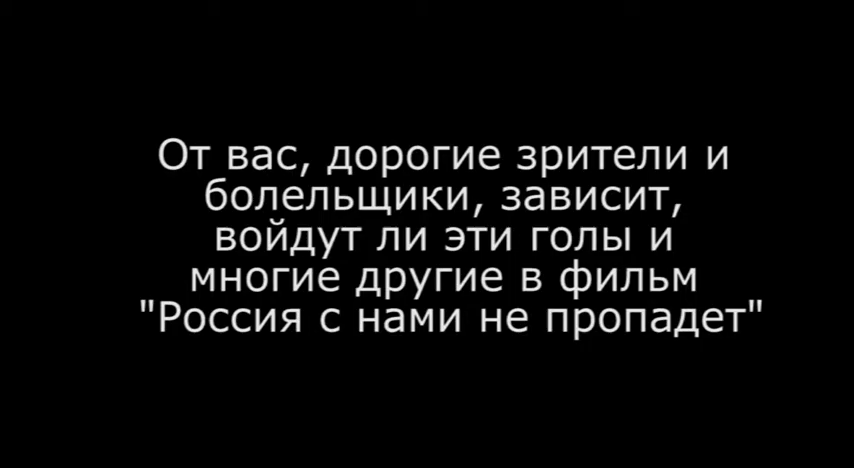 От вас, дорогие зрители и
болельщики, зависит,
войдут ли эти голы и
многие другие в фильм
"Россия с нами не пропадет"